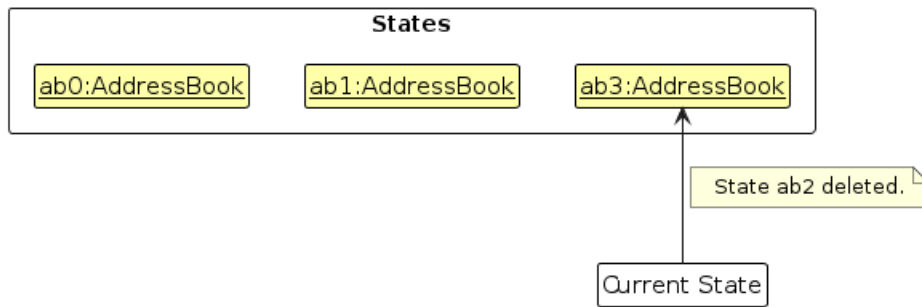 States
ab0:AddressBook
ab1:AddressBook
ab3:AddressBook
State ab2 deleted.
Current State